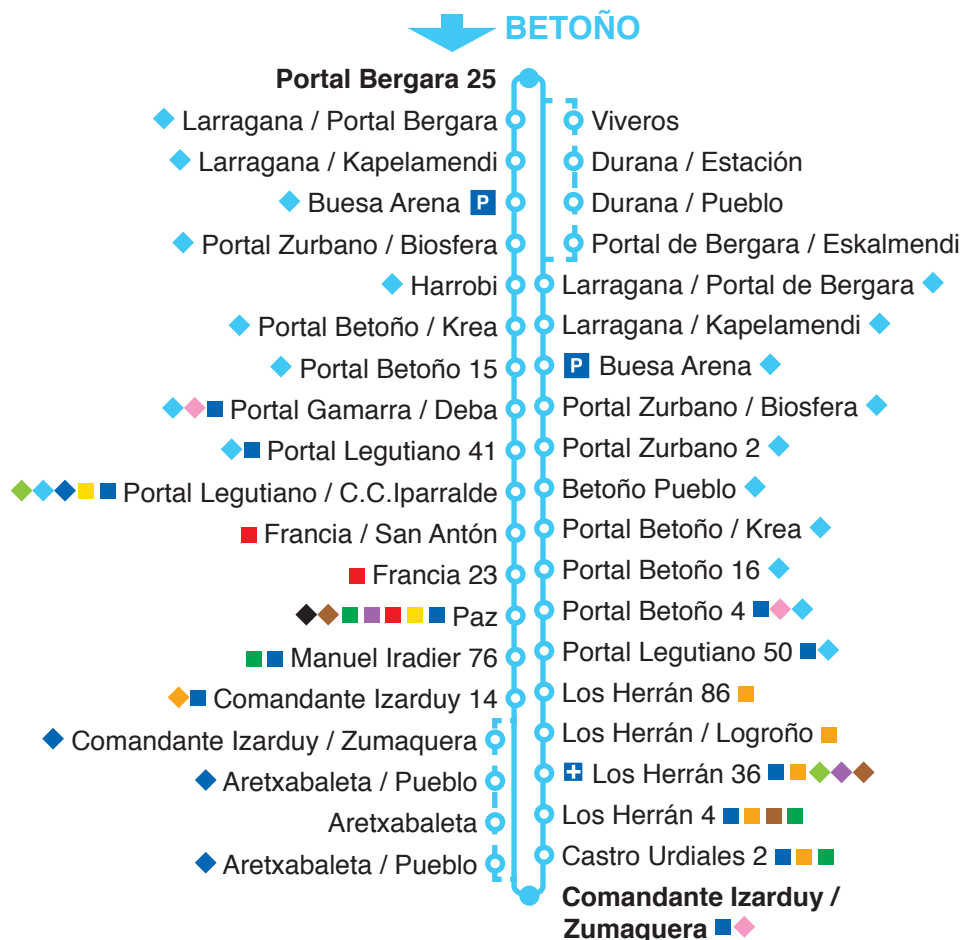 BETOÑO
Portal Bergara 25
Larragana / Portal Bergara
Larragana / Kapelamendi
Buesa Arena P
Portal Zurbano / Biosfera
Harrobi
Portal Betoño / Krea
Portal Betoño 15
Portal Gamarra / Deba
Portal Legutiano 41
Portal Legutiano / C.C.Iparralde
Francia / San Antón
Francia 23
Paz
Manuel Iradier 76
Comandante Izarduy 14
Comandante Izarduy / Zumaquera
Aretxabaleta / Pueblo
Aretxabaleta
Aretxabaleta / Pueblo
Viveros
Durana / Estación
Durana / Pueblo
Portal de Bergara / Eskalmendi
Larragana / Portal de Bergara
Larragana / Kapelamendi
P Buesa Arena
Portal Zurbano / Biosfera
Portal Zurbano 2
Betoño Pueblo
Portal Betoño / Krea
Portal Betoño 16
Portal Betoño 4
Portal Legutiano 50
Los Herrán 86
Los Herrán / Logroño
Los Herrán 36
Los Herrán 4
Castro Urdiales 2
Comandante Izarduy /
Zumaquera